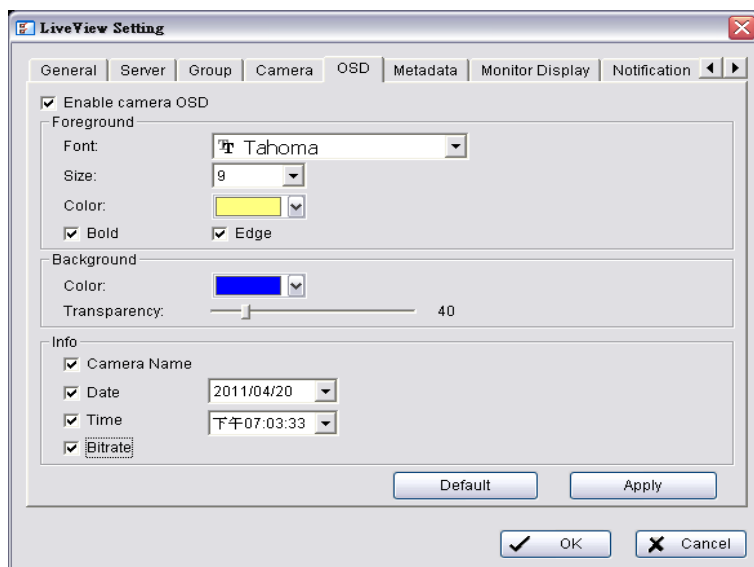 LiveView Setting
General Server Group Camera OSD Metadata Monitor Display Notification
Enable camera OSD
Foreground
Font: Tahoma
Size: 9
Color:
Bold Edge
Background
Color:
Transparency: 40
Info
Camera Name
Date 2011/04/20
Time 下午07:03:33
Bitrate
Default Apply
OK Cancel